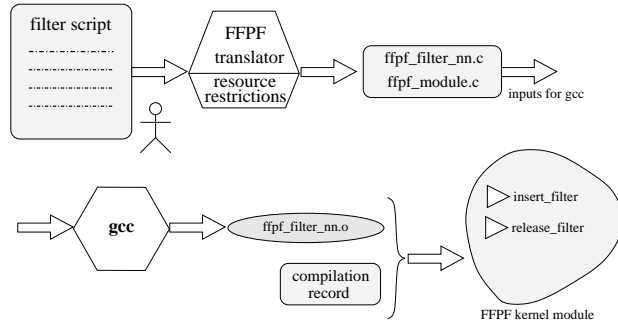 filter script
FFPF
translator
resource
restrictions
ffpf_filter_nn.c
ffpf_module.c
inputs for gcc
gcc
ffpf_filter_nn.o
compilation
record
insert_filter
release_filter
FFPF kernel module